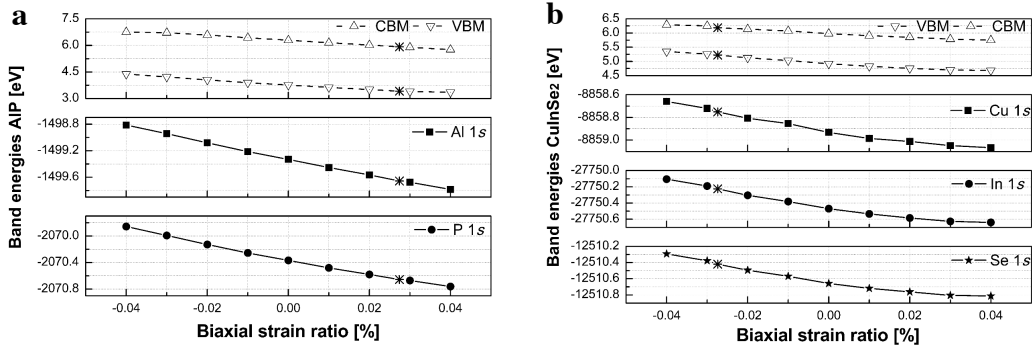 a
Band energies AlP [eV]
7.5
6.0
4.5
3.0
CBM
VBM
-1498.8
-1499.2
-1499.6
Al 1s
-2070.0
-2070.4
-2070.8
P 1s
-0.04 -0.02 0.00 0.02 0.04
Biaxial strain ratio [%]
b
Band energies CuInSe2 [eV]
6.5
6.0
5.5
5.0
4.5
VBM
CBM
-8858.6
-8858.8
-8859.0
Cu 1s
-27750.0
-27750.2
-27750.4
-27750.6
In 1s
-12510.2
-12510.4
-12510.6
-12510.8
Se 1s
-0.04 -0.02 0.00 0.02 0.04
Biaxial strain ratio [%]